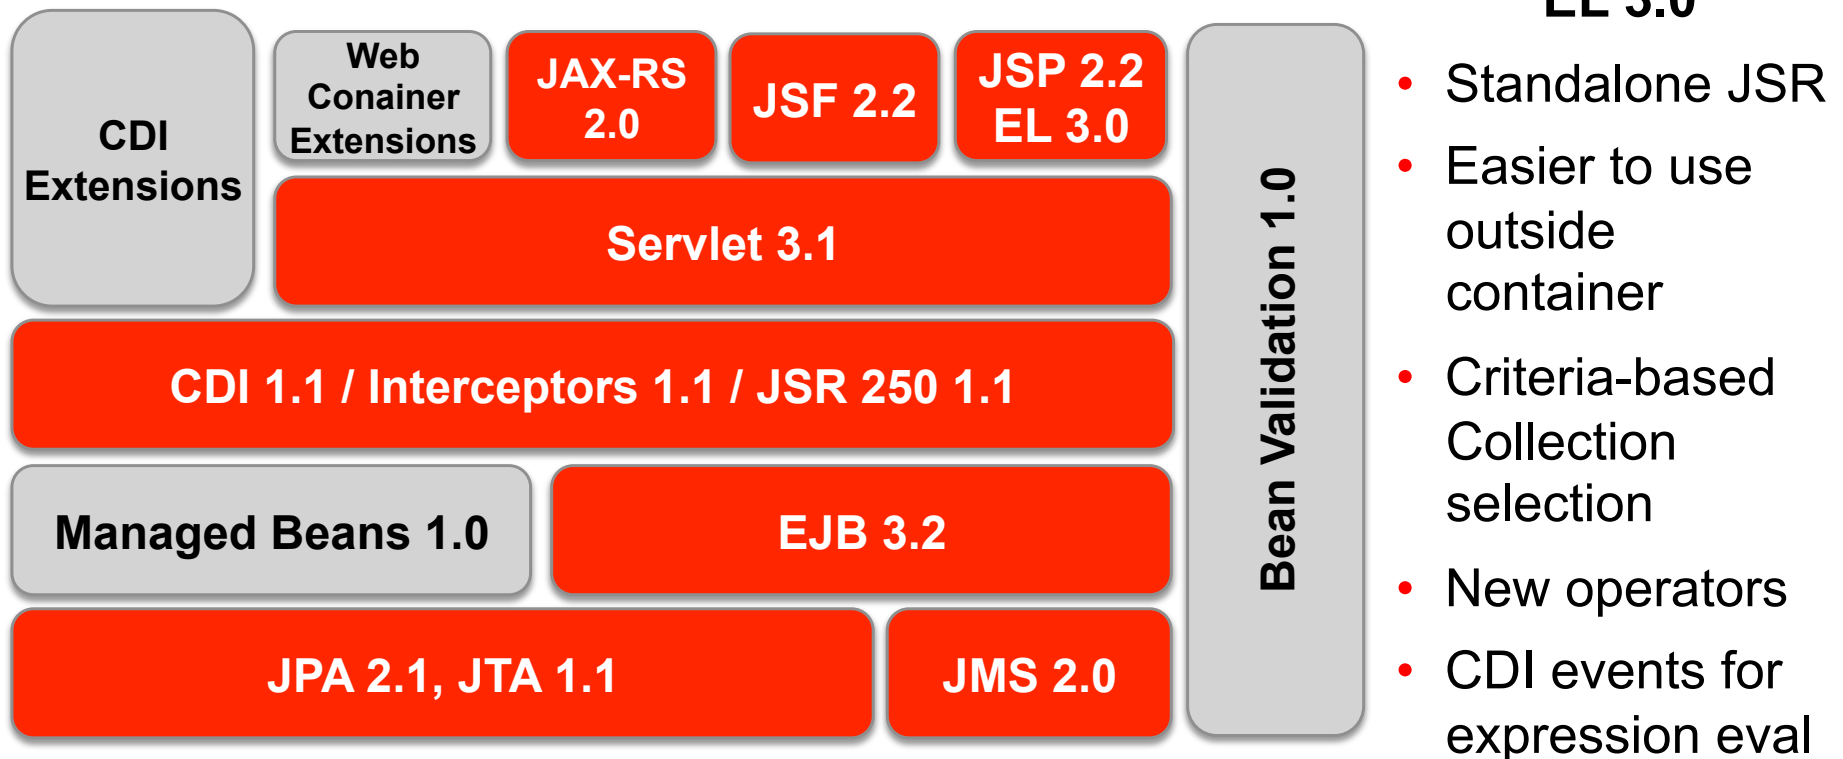 CDI
Extensions
Web
Conainer
Extensions
JAX-RS
2.0
JSF 2.2
JSP 2.2
EL 3.0
Servlet 3.1
CDI 1.1 / Interceptors 1.1 / JSR 250 1.1
Managed Beans 1.0
EJB 3.2
JPA 2.1, JTA 1.1
JMS 2.0
Bean Validation 1.0
EL 3.0
• Standalone JSR
• Easier to use
outside
container
• Criteria-based
Collection
selection
• New operators
• CDI events for
expression eval